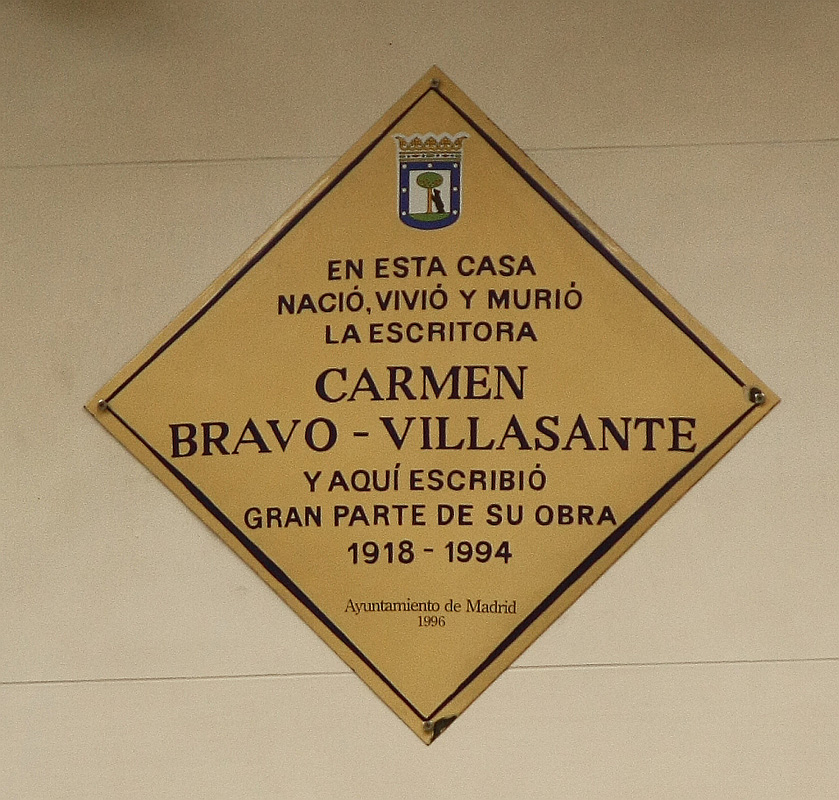 EN ESTA CASA
NACIÓ, VIVIÓ Y MURIÓ
LA ESCRITORA
CARMEN
BRAVO - VILLASANTE
Y AQUÍ ESCRIBIÓ
GRAN PARTE DE SU OBRA
1918 - 1994
Ayuntamiento de Madrid
1996